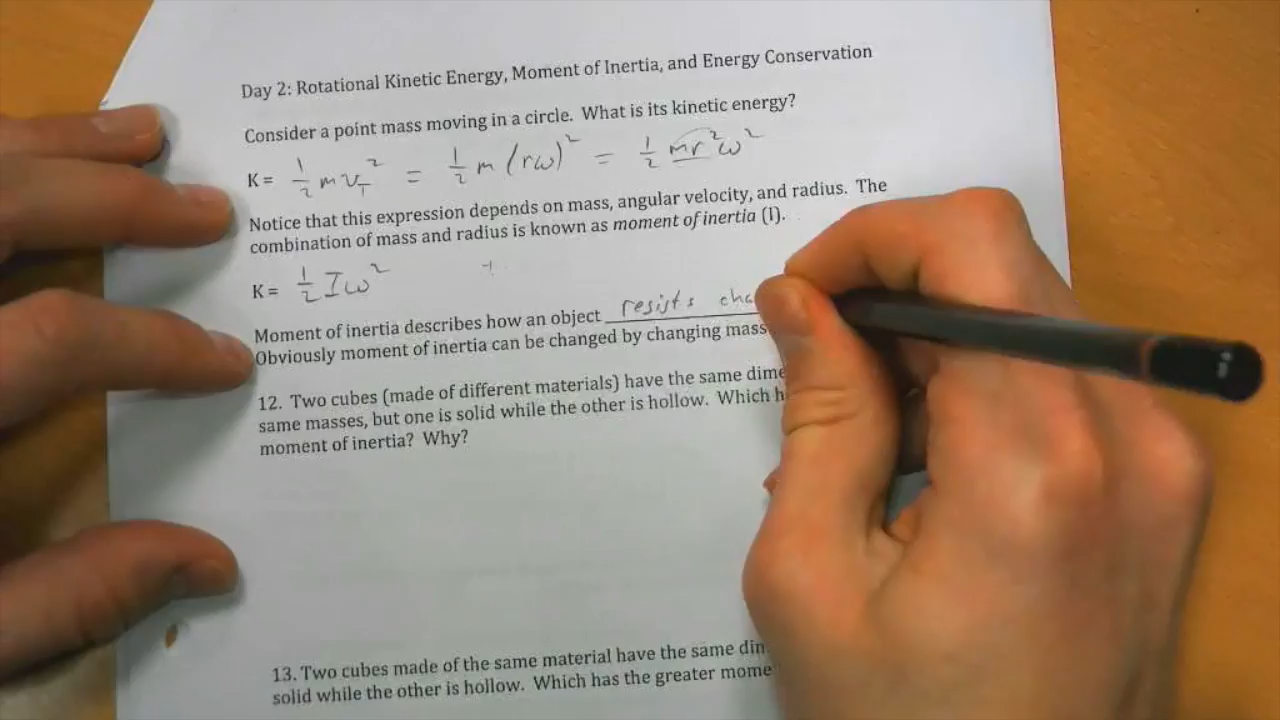 Day 2: Rotational Kinetic Energy, Moment of Inertia, and Energy Conservation
Consider a point mass moving in a circle. What is its kinetic energy?
K = ½ m v_T² = ½ m (rω)² = ½ mr²ω²
Notice that this expression depends on mass, angular velocity, and radius. The
combination of mass and radius is known as moment of inertia (I).
K = ½ Iω²
Moment of inertia describes how an object resists cha
Obviously moment of inertia can be changed by changing mass
12. Two cubes (made of different materials) have the same dime
same masses, but one is solid while the other is hollow. Which h
moment of inertia? Why?
13. Two cubes made of the same material have the same dim
solid while the other is hollow. Which has the greater mome